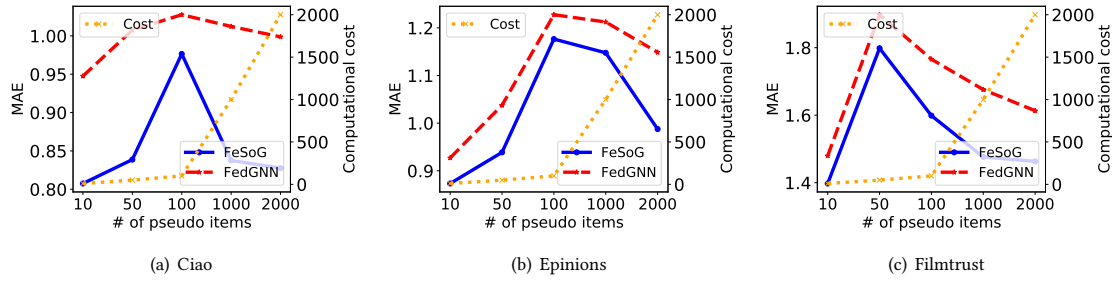 Cost
MAE
1.00
0.95
0.90
0.85
0.80
2000
1500
1000
500
0
Computational cost
FeSoG
FedGNN
10 50 100 1000 2000
# of pseudo items
(a) Ciao
Cost
MAE
1.2
1.1
1.0
0.9
2000
1500
1000
500
0
Computational cost
FeSoG
FedGNN
10 50 100 1000 2000
# of pseudo items
(b) Epinions
Cost
MAE
1.8
1.6
1.4
2000
1500
1000
500
0
Computational cost
FeSoG
FedGNN
10 50 100 1000 2000
# of pseudo items
(c) Filmtrust